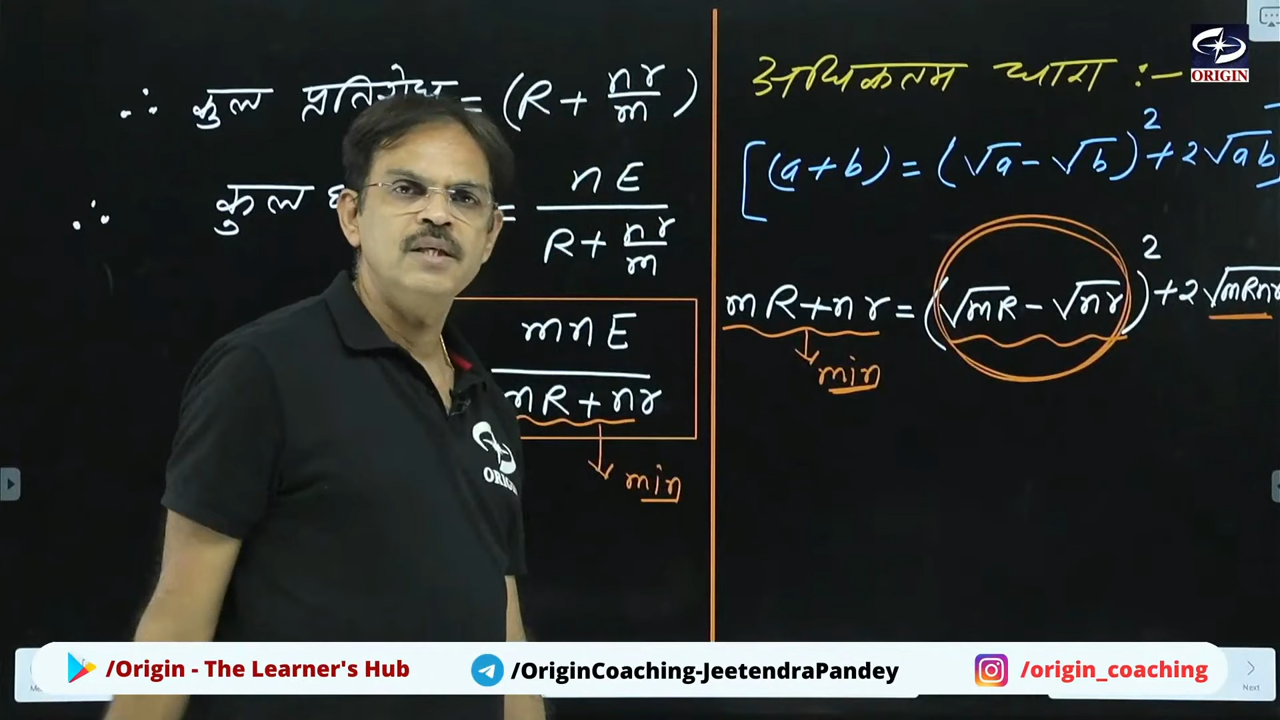 ∴ कुल प्रतिरोध = (R + nr/m)
∴ कुल = nE / (R + nr/m)
mnE / (mR + nr)
min
अधिकतम धारा :-
[(a+b) = (√a - √b)² + 2√ab
mR + nr = (√mR - √nr)² + 2√mRnr
min
ORIGIN
ORIGIN
/Origin - The Learner's Hub
/OriginCoaching-JeetendraPandey
/origin_coaching
Next